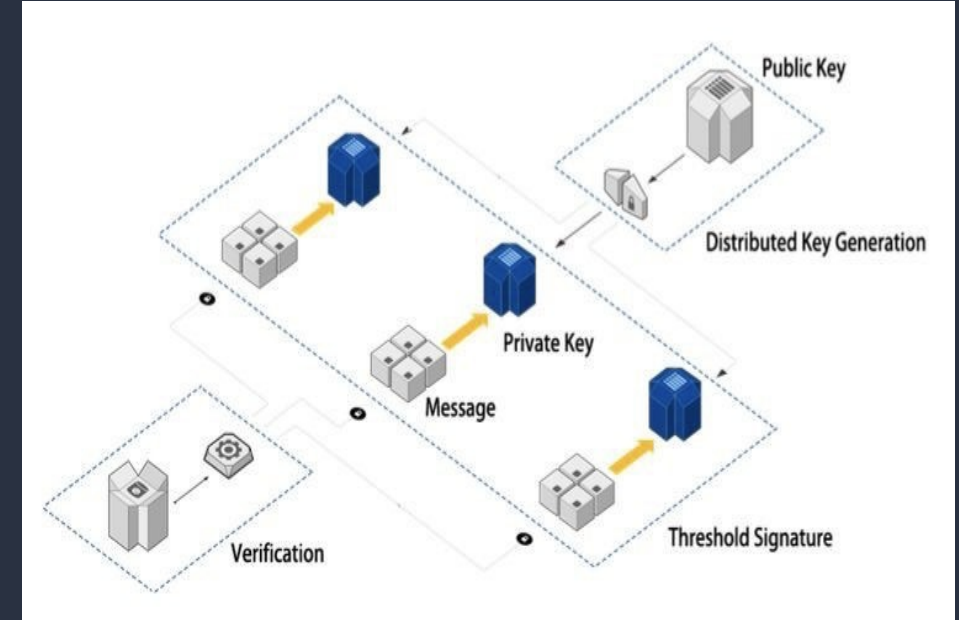 Public Key
Distributed Key Generation
Private Key
Message
Threshold Signature
Verification